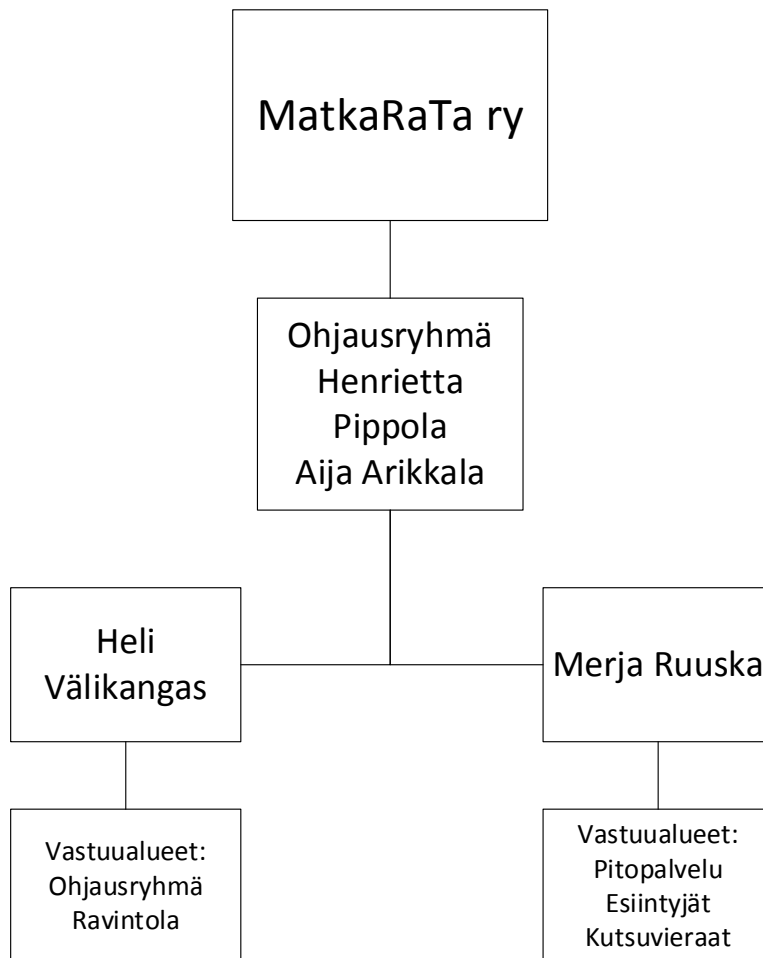 MatkaRaTa ry
Ohjausryhmä
Henrietta
Pippola
Aija Arikkala
Heli
Välikangas
Merja Ruuska
Vastuualueet:
Ohjausryhmä
Ravintola
Vastuualueet:
Pitopalvelu
Esiintyjät
Kutsuvieraat